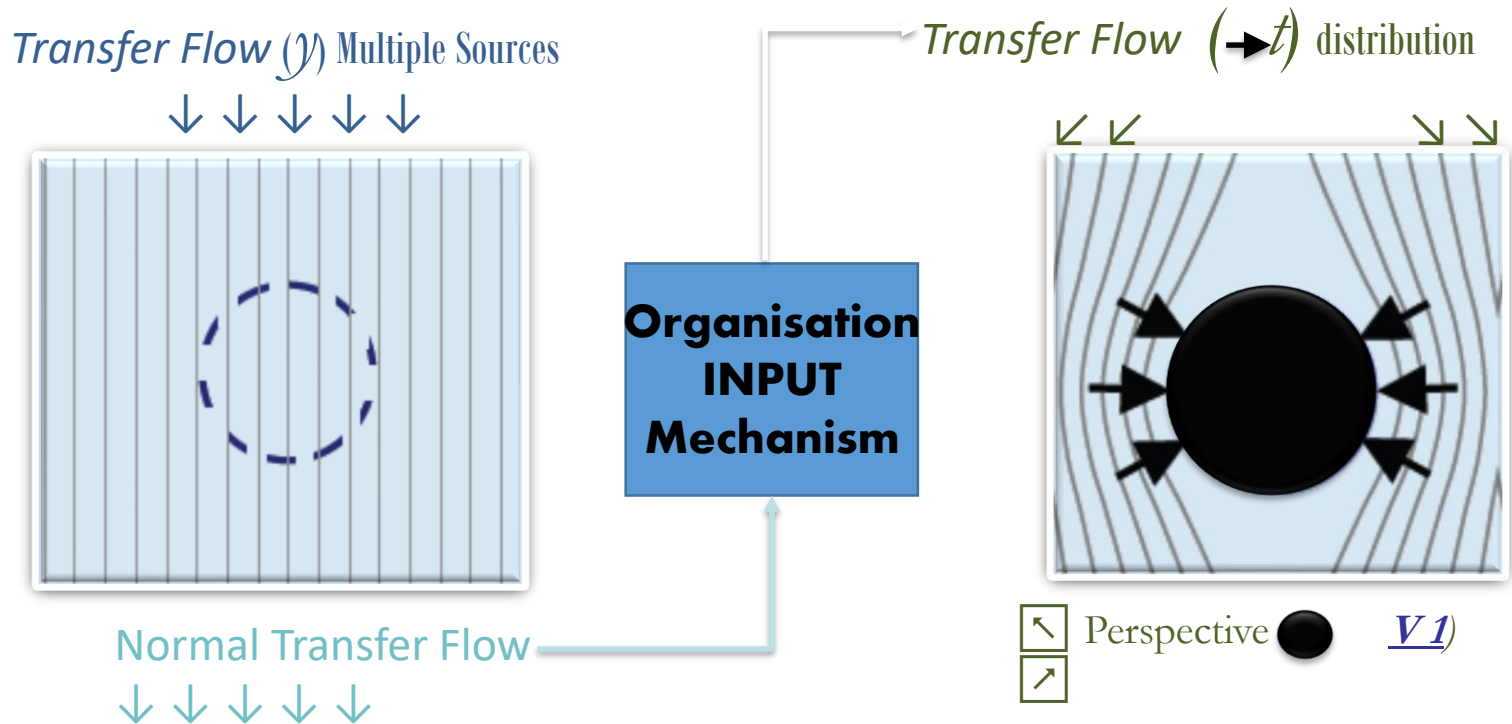 Transfer Flow (y) Multiple Sources
Transfer Flow (→t) distribution
Organisation
INPUT
Mechanism
Normal Transfer Flow
Perspective V 1)